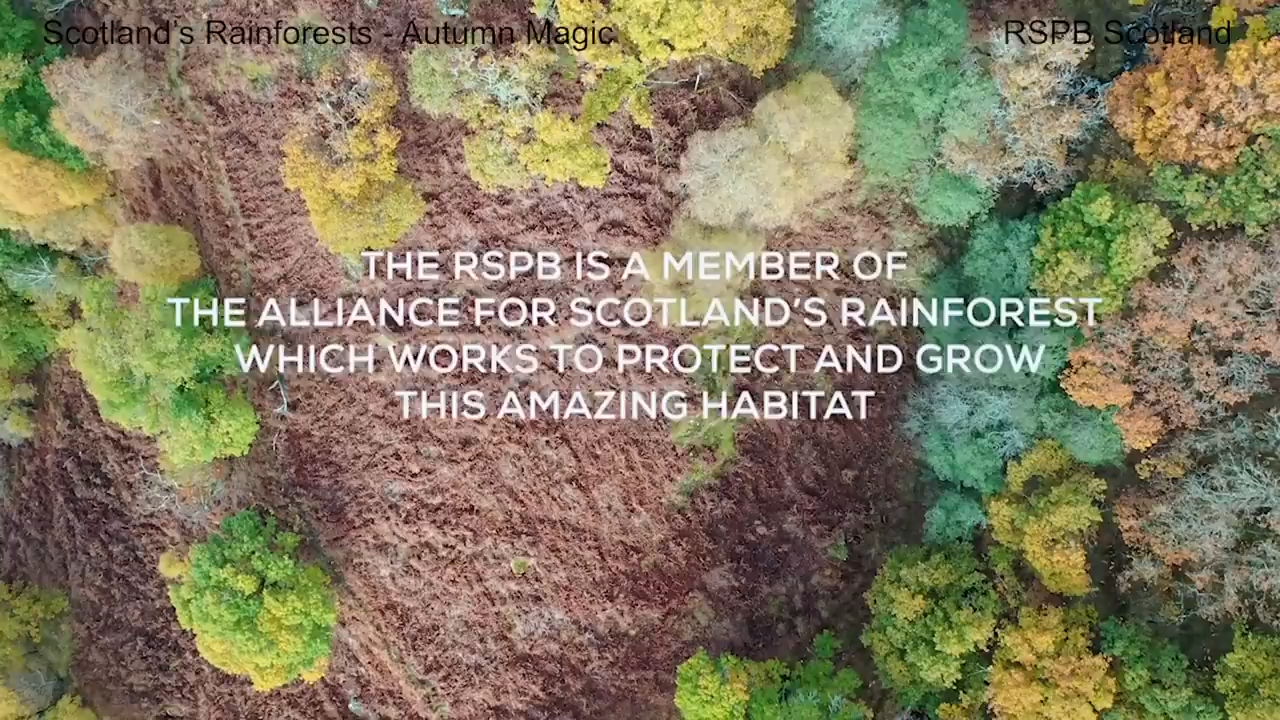 Scotland's Rainforests - Autumn Magic
RSPB Scotland
THE RSPB IS A MEMBER OF
THE ALLIANCE FOR SCOTLAND'S RAINFOREST
WHICH WORKS TO PROTECT AND GROW
THIS AMAZING HABITAT